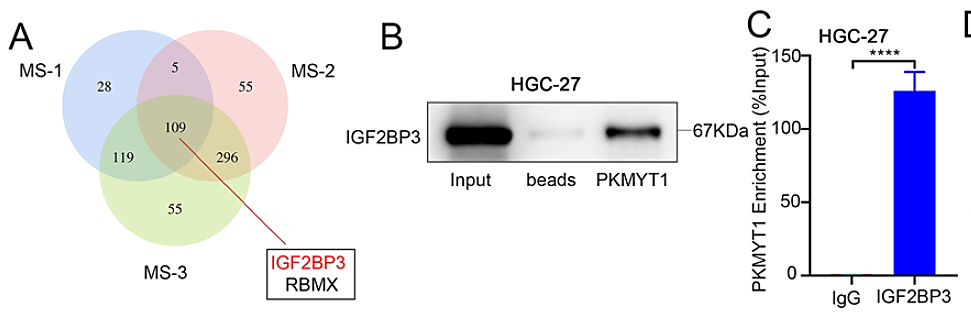 A
MS-1
MS-2
MS-3
28
5
55
109
119
296
55
IGF2BP3
RBMX
B
HGC-27
IGF2BP3
67KDa
Input beads PKMYT1
C
HGC-27
PKMYT1 Enrichment (%Input)
150
100
50
0
****
IgG IGF2BP3